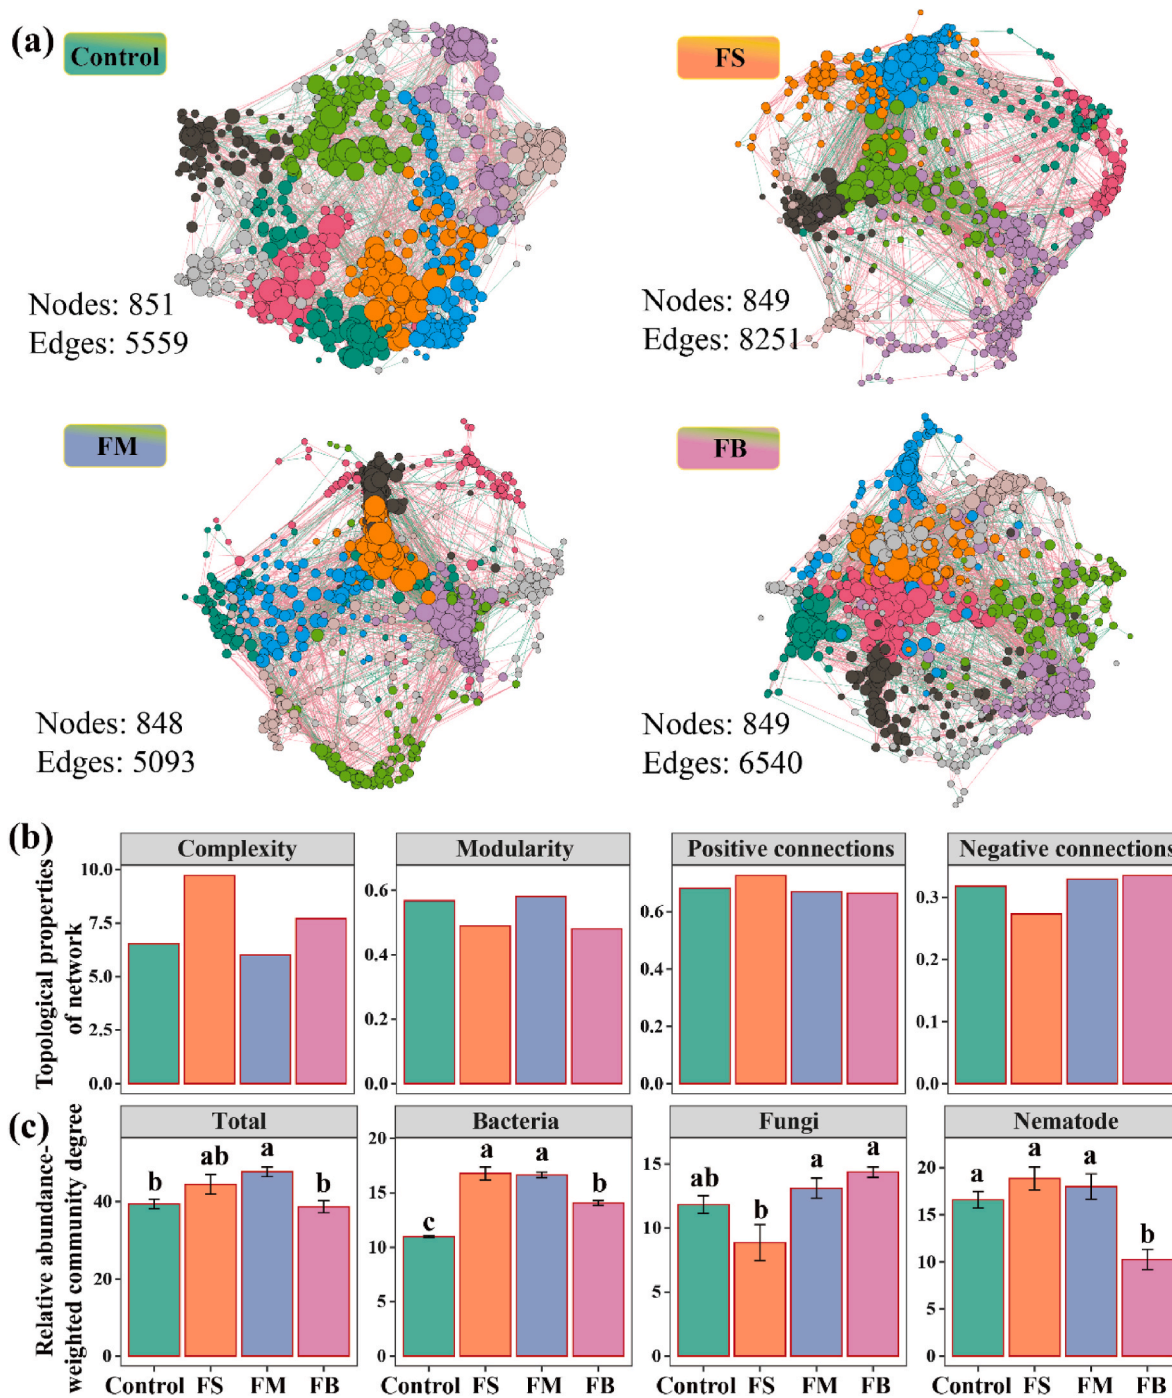 (a)
Control
FS
Nodes: 851
Edges: 5559
Nodes: 849
Edges: 8251
FM
FB
Nodes: 848
Edges: 5093
Nodes: 849
Edges: 6540
(b)
Topological properties
of network
Complexity
10.0
7.5
5.0
2.5
0.0
Modularity
0.6
0.4
0.2
0.0
Positive connections
0.6
0.4
0.2
0.0
Negative connections
0.3
0.2
0.1
0.0
(c)
Relative abundance-
weighted community degree
Total
40
20
0
b
ab
a
b
Control FS FM FB
Bacteria
20
15
10
5
0
c
a
a
b
Control FS FM FB
Fungi
15
10
5
0
ab
b
a
a
Control FS FM FB
Nematode
20
15
10
5
0
a
a
a
b
Control FS FM FB